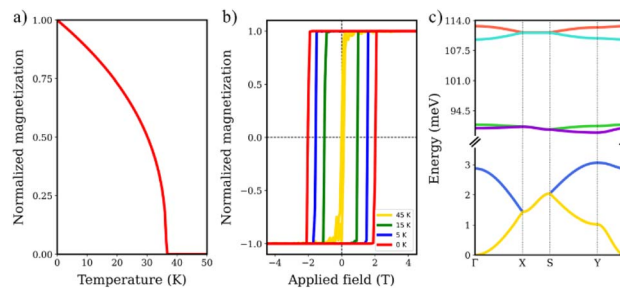 a)
Normalized magnetization
1.00
0.75
0.50
0.25
0.00
0 10 20 30 40 50
Temperature (K)
b)
Normalized magnetization
1.0
0.5
0.0
−0.5
−1.0
45 K
15 K
5 K
0 K
−4 −2 0 2 4
Applied field (T)
c)
Energy (meV)
114.0
107.5
101.0
94.5
3
2
1
0
Γ X S Y